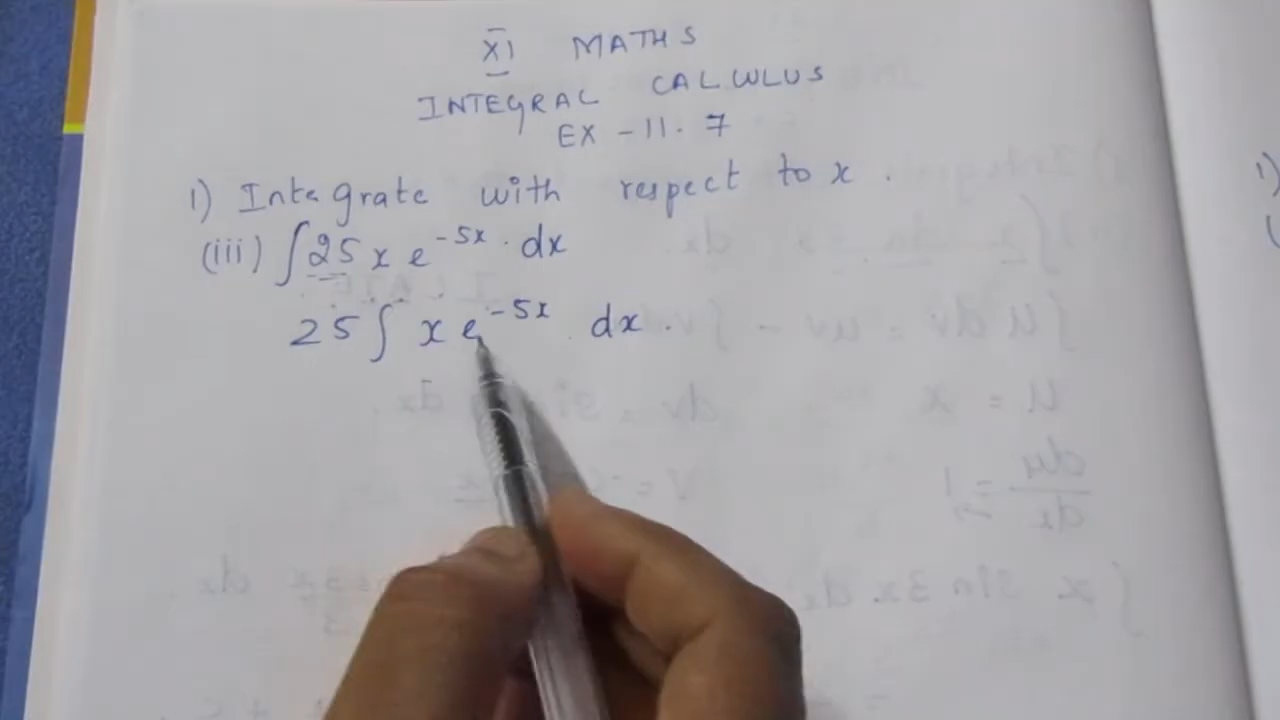 XI MATHS
INTEGRAL CALCULUS
EX - 11.7
1) Integrate with respect to x.
(iii) ∫25 x e^-5x . dx
25∫ x e^-5x dx.
1)